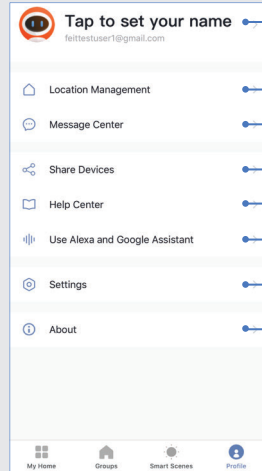 Tap to set your name
feittestuser1@gmail.com
Location Management
Message Center
Share Devices
Help Center
Use Alexa and Google Assistant
Settings
About
My Home
Groups
Smart Scenes
Profile